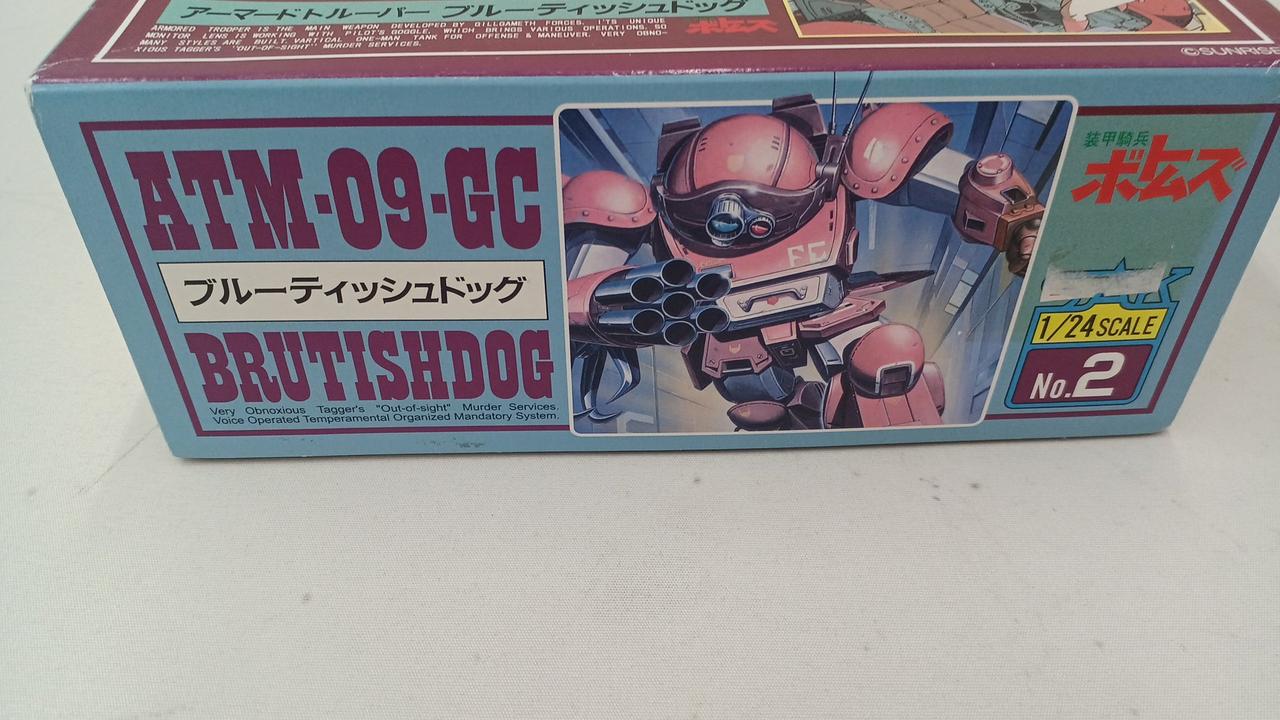 アーマードトルーパー ブルーティッシュドッグ
ARMORED TROOPER IS THE MAJOR WEAPON DEVELOPED BY GILLGAMETH FORCES. IT'S UNIQUE
MONITOR LENS IS WORKING WITH PILOT'S GOGGLE, WHICH BRINGS VARIOUS OPERATIONS. SO
MANY STYLES ARE BUILT. VARTICAL ONE-MAN TANK FOR OFFENSE & MANEUVER. VERY OBNO-
XIOUS TAGGER'S "OUT-OF-SIGHT" MURDER SERVICES.
ボトムズ
©SUNRISE
ATM-09-GC
ブルーティッシュドッグ
BRUTISHDOG
Very Obnoxious Tagger's "Out-of-sight" Murder Services.
Voice Operated Temperamental Organized Mandatory System.
装甲騎兵
ボトムズ
1/24 SCALE
No.2